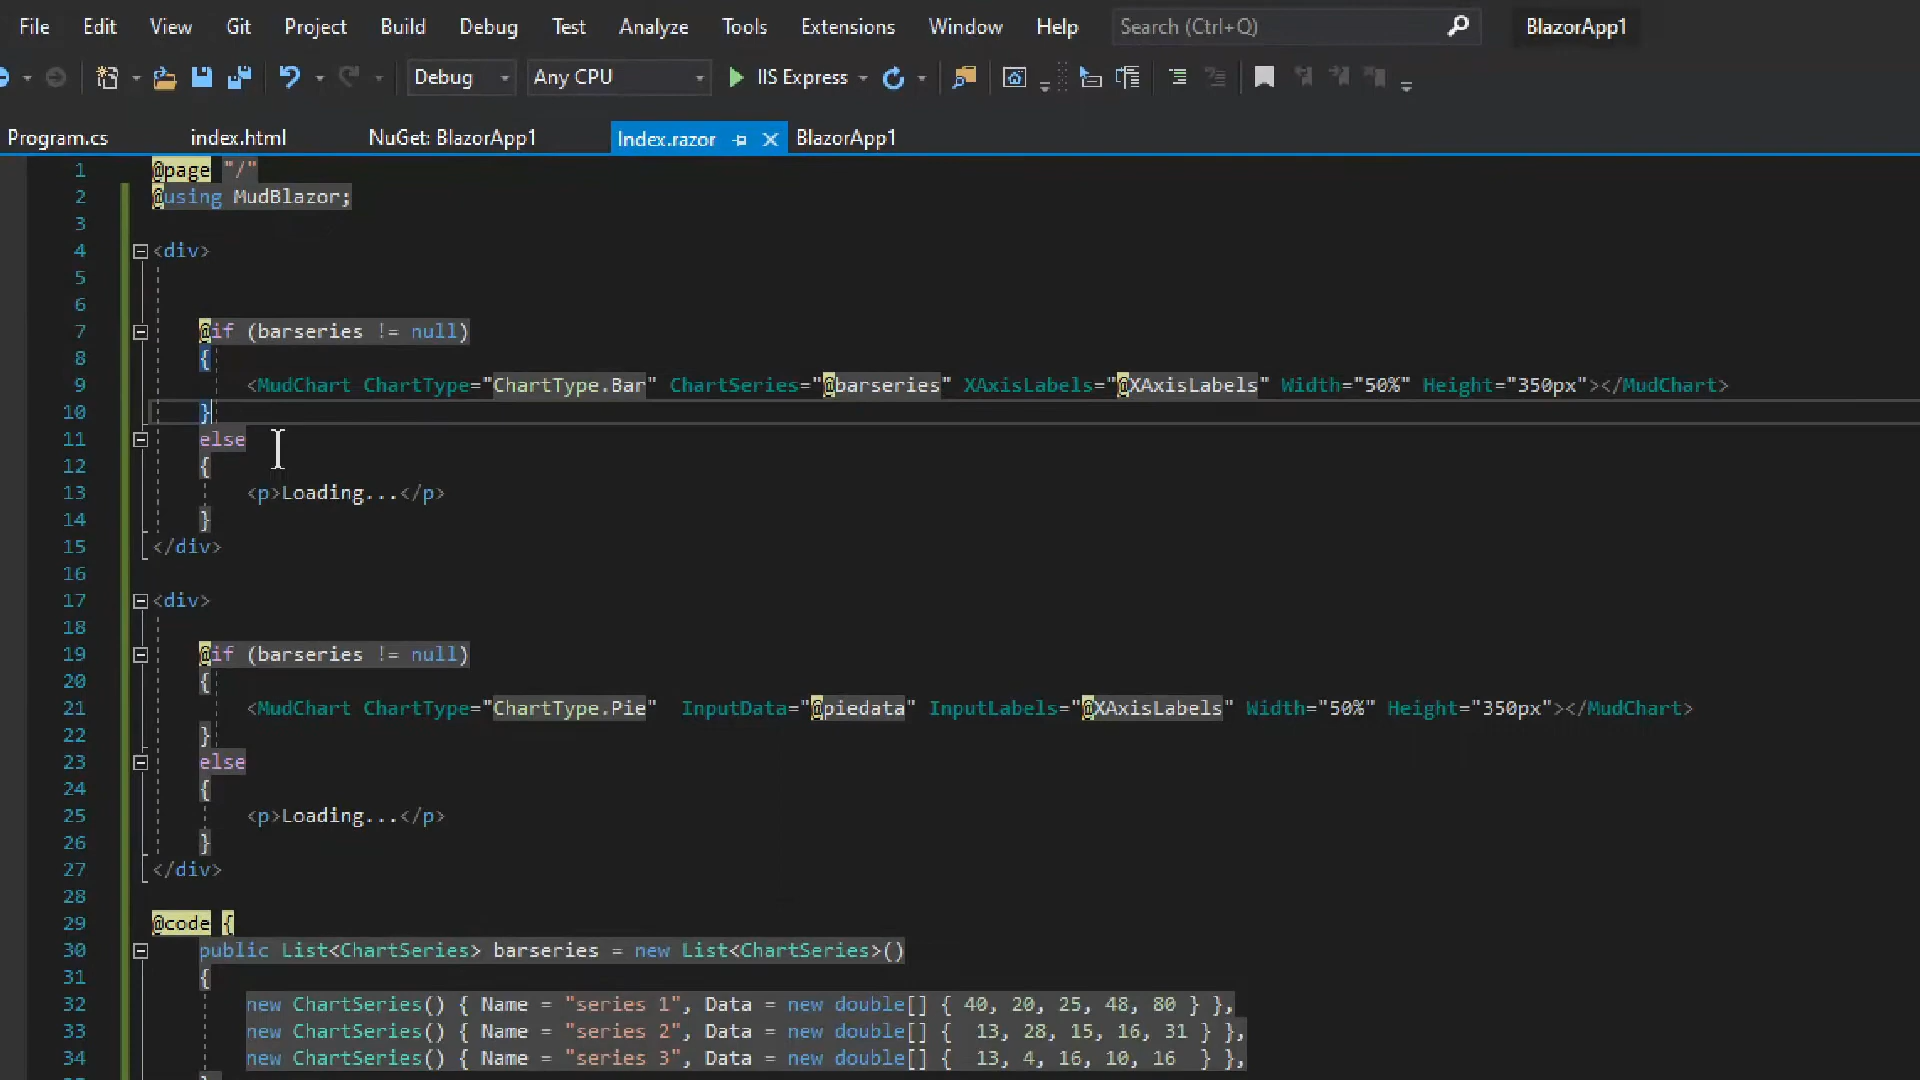 File Edit View Git Project Build Debug Test Analyze Tools Extensions Window Help Search (Ctrl+Q) BlazorApp1
Debug Any CPU IIS Express
Program.cs index.html NuGet: BlazorApp1 Index.razor BlazorApp1
1 @page "/"
2 @using MudBlazor;
3
4 <div>
5
6
7 @if (barseries != null)
8 {
9 <MudChart ChartType="ChartType.Bar" ChartSeries="@barseries" XAxisLabels="@XAxisLabels" Width="50%" Height="350px"></MudChart>
10 }
11 else
12 {
13 <p>Loading...</p>
14 }
15 </div>
16
17 <div>
18
19 @if (barseries != null)
20 {
21 <MudChart ChartType="ChartType.Pie" InputData="@piedata" InputLabels="@XAxisLabels" Width="50%" Height="350px"></MudChart>
22 }
23 else
24 {
25 <p>Loading...</p>
26 }
27 </div>
28
29 @code {
30 public List<ChartSeries> barseries = new List<ChartSeries>()
31 {
32 new ChartSeries() { Name = "series 1", Data = new double[] { 40, 20, 25, 48, 80 } },
33 new ChartSeries() { Name = "series 2", Data = new double[] { 13, 28, 15, 16, 31 } },
34 new ChartSeries() { Name = "series 3", Data = new double[] { 13, 4, 16, 10, 16 } },